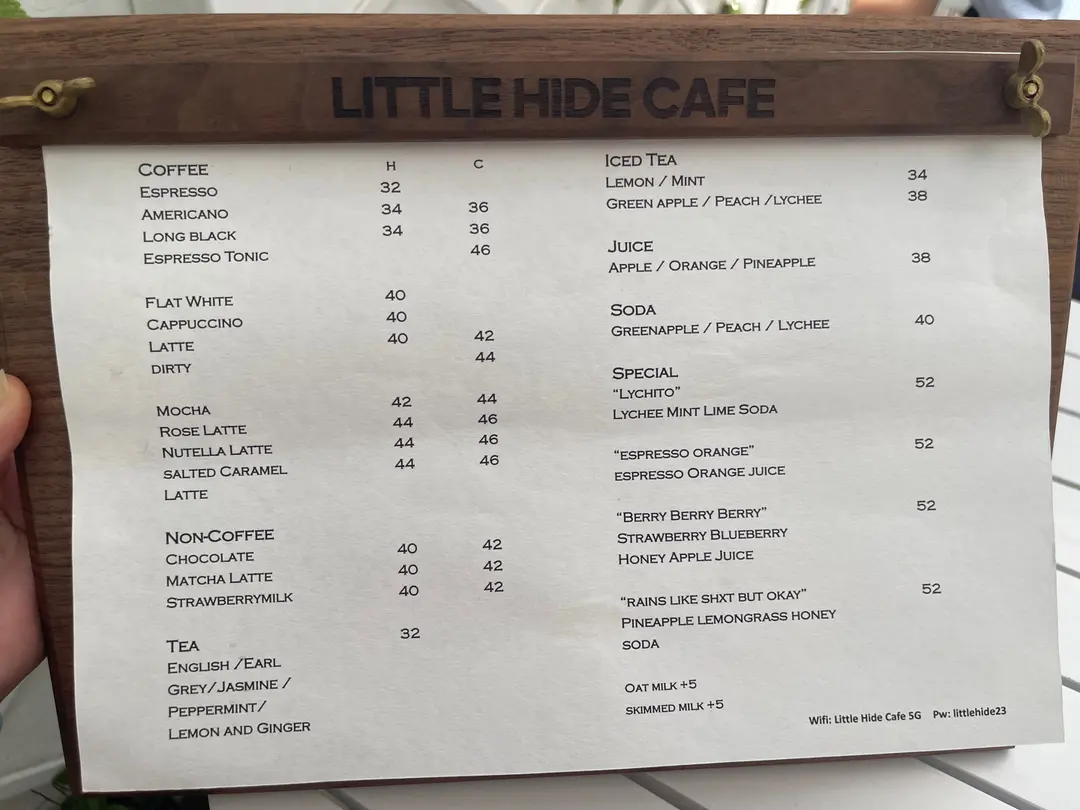 LITTLE HIDE CAFE
COFFEE H C
ESPRESSO 32
AMERICANO 34 36
LONG BLACK 34 36
ESPRESSO TONIC 46
FLAT WHITE 40
CAPPUCCINO 40
LATTE 40 42
DIRTY 44
MOCHA 42 44
ROSE LATTE 44 46
NUTELLA LATTE 44 46
SALTED CARAMEL 44 46
LATTE
NON-COFFEE
CHOCOLATE 40 42
MATCHA LATTE 40 42
STRAWBERRYMILK 40 42
TEA 32
ENGLISH /EARL
GREY/JASMINE /
PEPPERMINT/
LEMON AND GINGER
ICED TEA
LEMON / MINT 34
GREEN APPLE / PEACH /LYCHEE 38
JUICE
APPLE / ORANGE / PINEAPPLE 38
SODA
GREENAPPLE / PEACH / LYCHEE 40
SPECIAL
"LYCHITO" 52
LYCHEE MINT LIME SODA
"ESPRESSO ORANGE" 52
ESPRESSO ORANGE JUICE
"BERRY BERRY BERRY" 52
STRAWBERRY BLUEBERRY
HONEY APPLE JUICE
"RAINS LIKE SHXT BUT OKAY" 52
PINEAPPLE LEMONGRASS HONEY
SODA
OAT MILK +5
SKIMMED MILK +5
Wifi: Little Hide Cafe 5G Pw: littlehide23